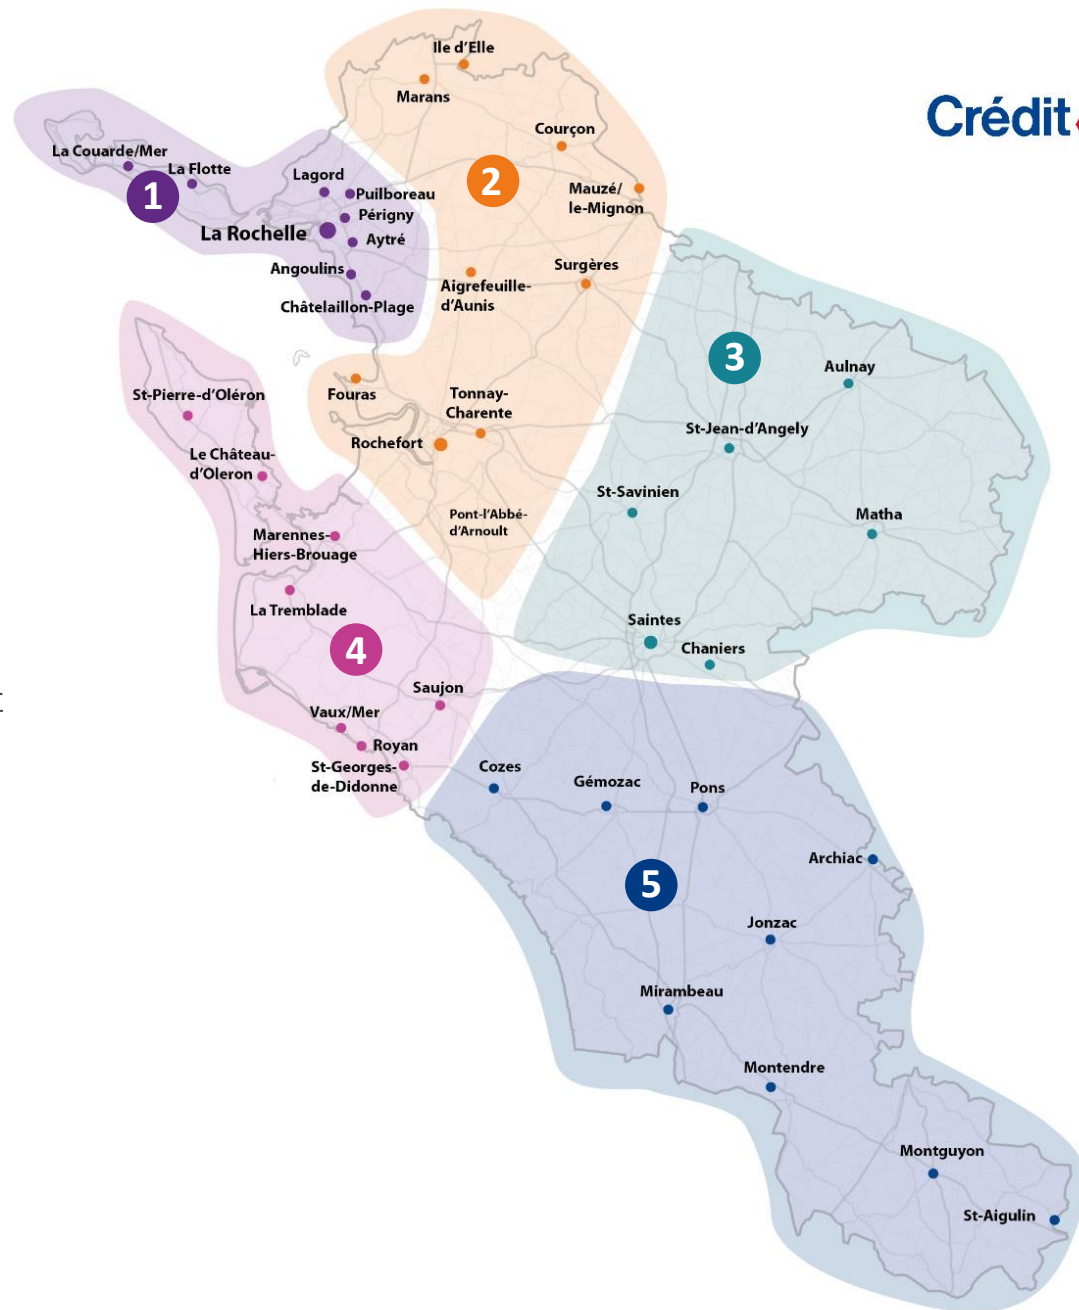 Ile d'Elle
Marans
Crédit
Courçon
La Couarde/Mer
La Flotte
Lagord
1
2
Puilboreau
Mauzé/
le-Mignon
Périgny
La Rochelle
Aytré
Angoulins
Surgères
Aigrefeuille-
d'Aunis
Châtelaillon-Plage
3
Aulnay
St-Pierre-d'Oléron
Fouras
Tonnay-
Charente
St-Jean-d'Angely
Rochefort
Le Château-
d'Oleron
St-Savinien
Matha
Pont-l'Abbé-
d'Arnoult
Marennes-
Hiers-Brouage
La Tremblade
4
Saintes
Chaniers
Saujon
Vaux/Mer
Royan
St-Georges-
de-Didonne
Cozes
Gémozac
Pons
Archiac
5
Jonzac
Mirambeau
Montendre
Montguyon
St-Aigulin